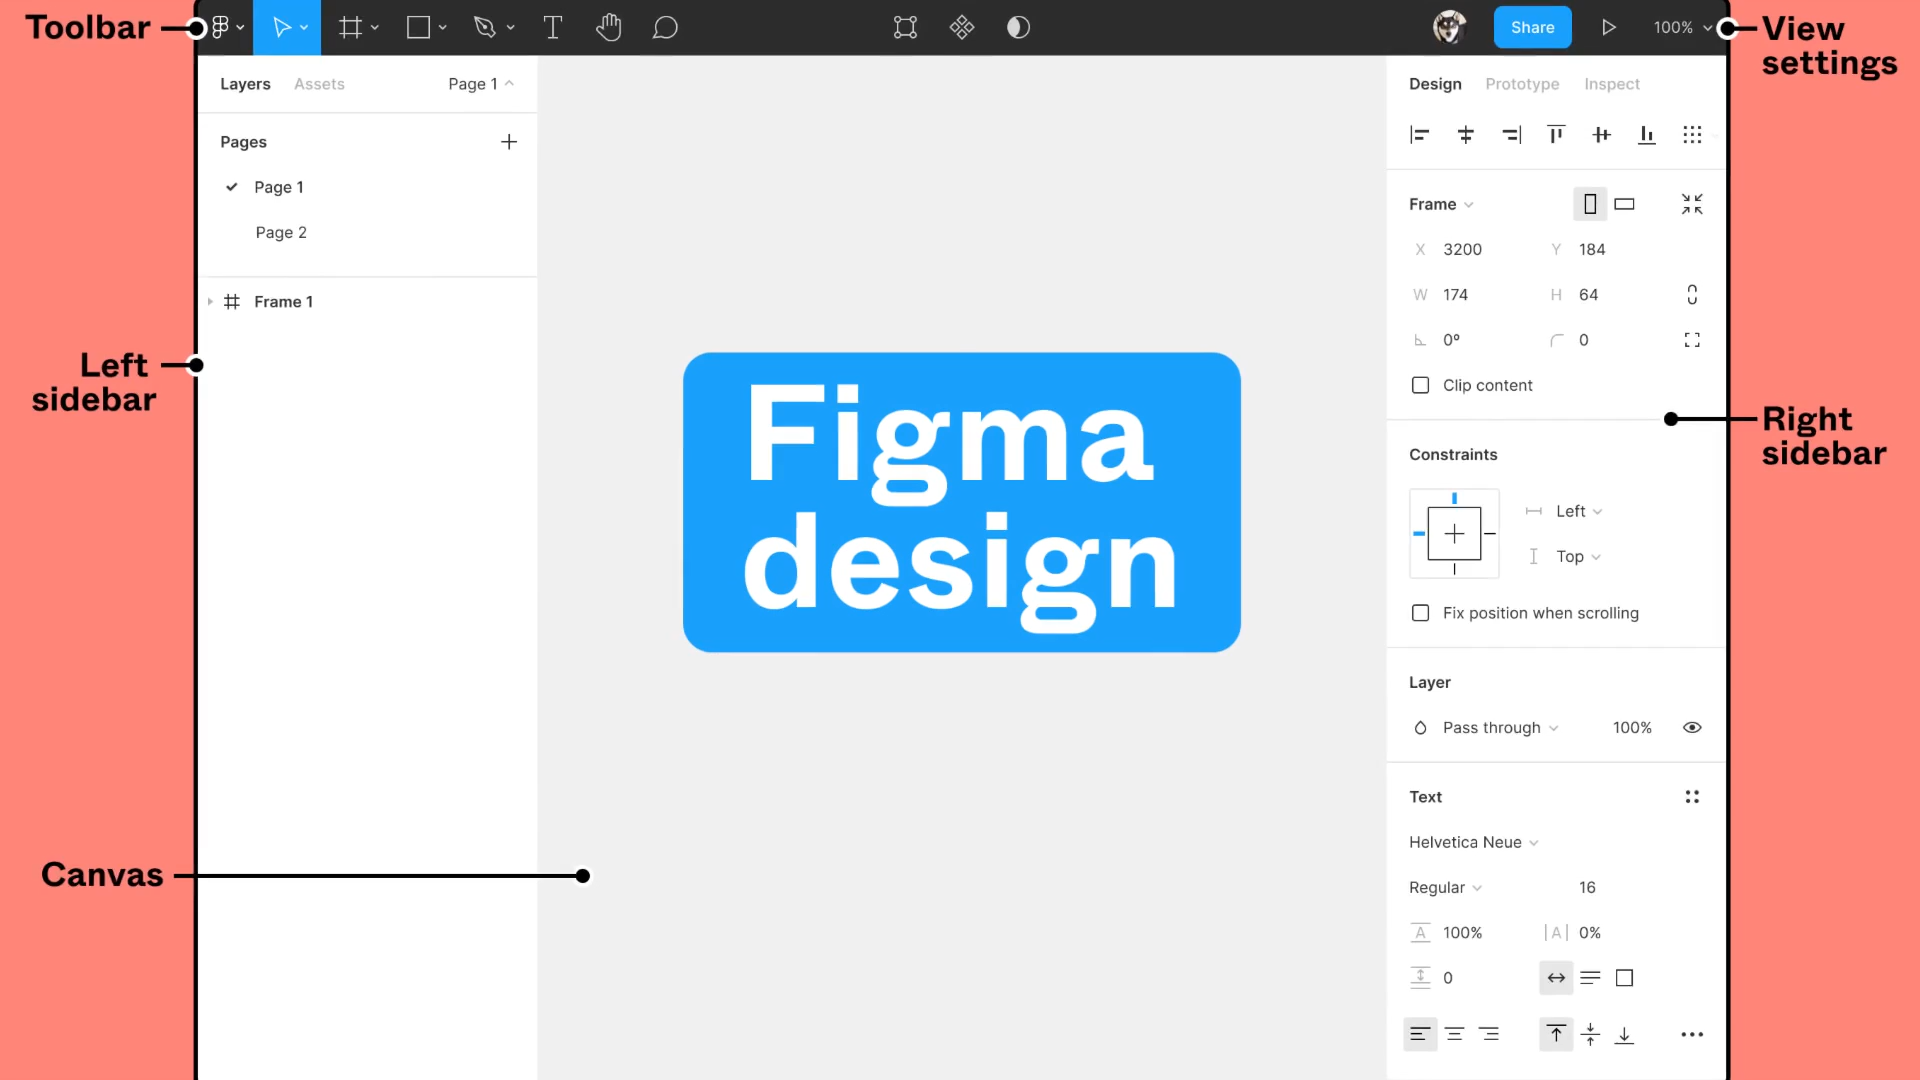 Toolbar
Share
100%
View
settings
Layers
Assets
Page 1
Pages
Page 1
Page 2
Frame 1
Left
sidebar
Canvas
Figma
design
Design
Prototype
Inspect
Frame
X 3200
Y 184
W 174
H 64
0°
0
Clip content
Right
sidebar
Constraints
Left
Top
Fix position when scrolling
Layer
Pass through
100%
Text
Helvetica Neue
Regular
16
A 100%
|A| 0%
0